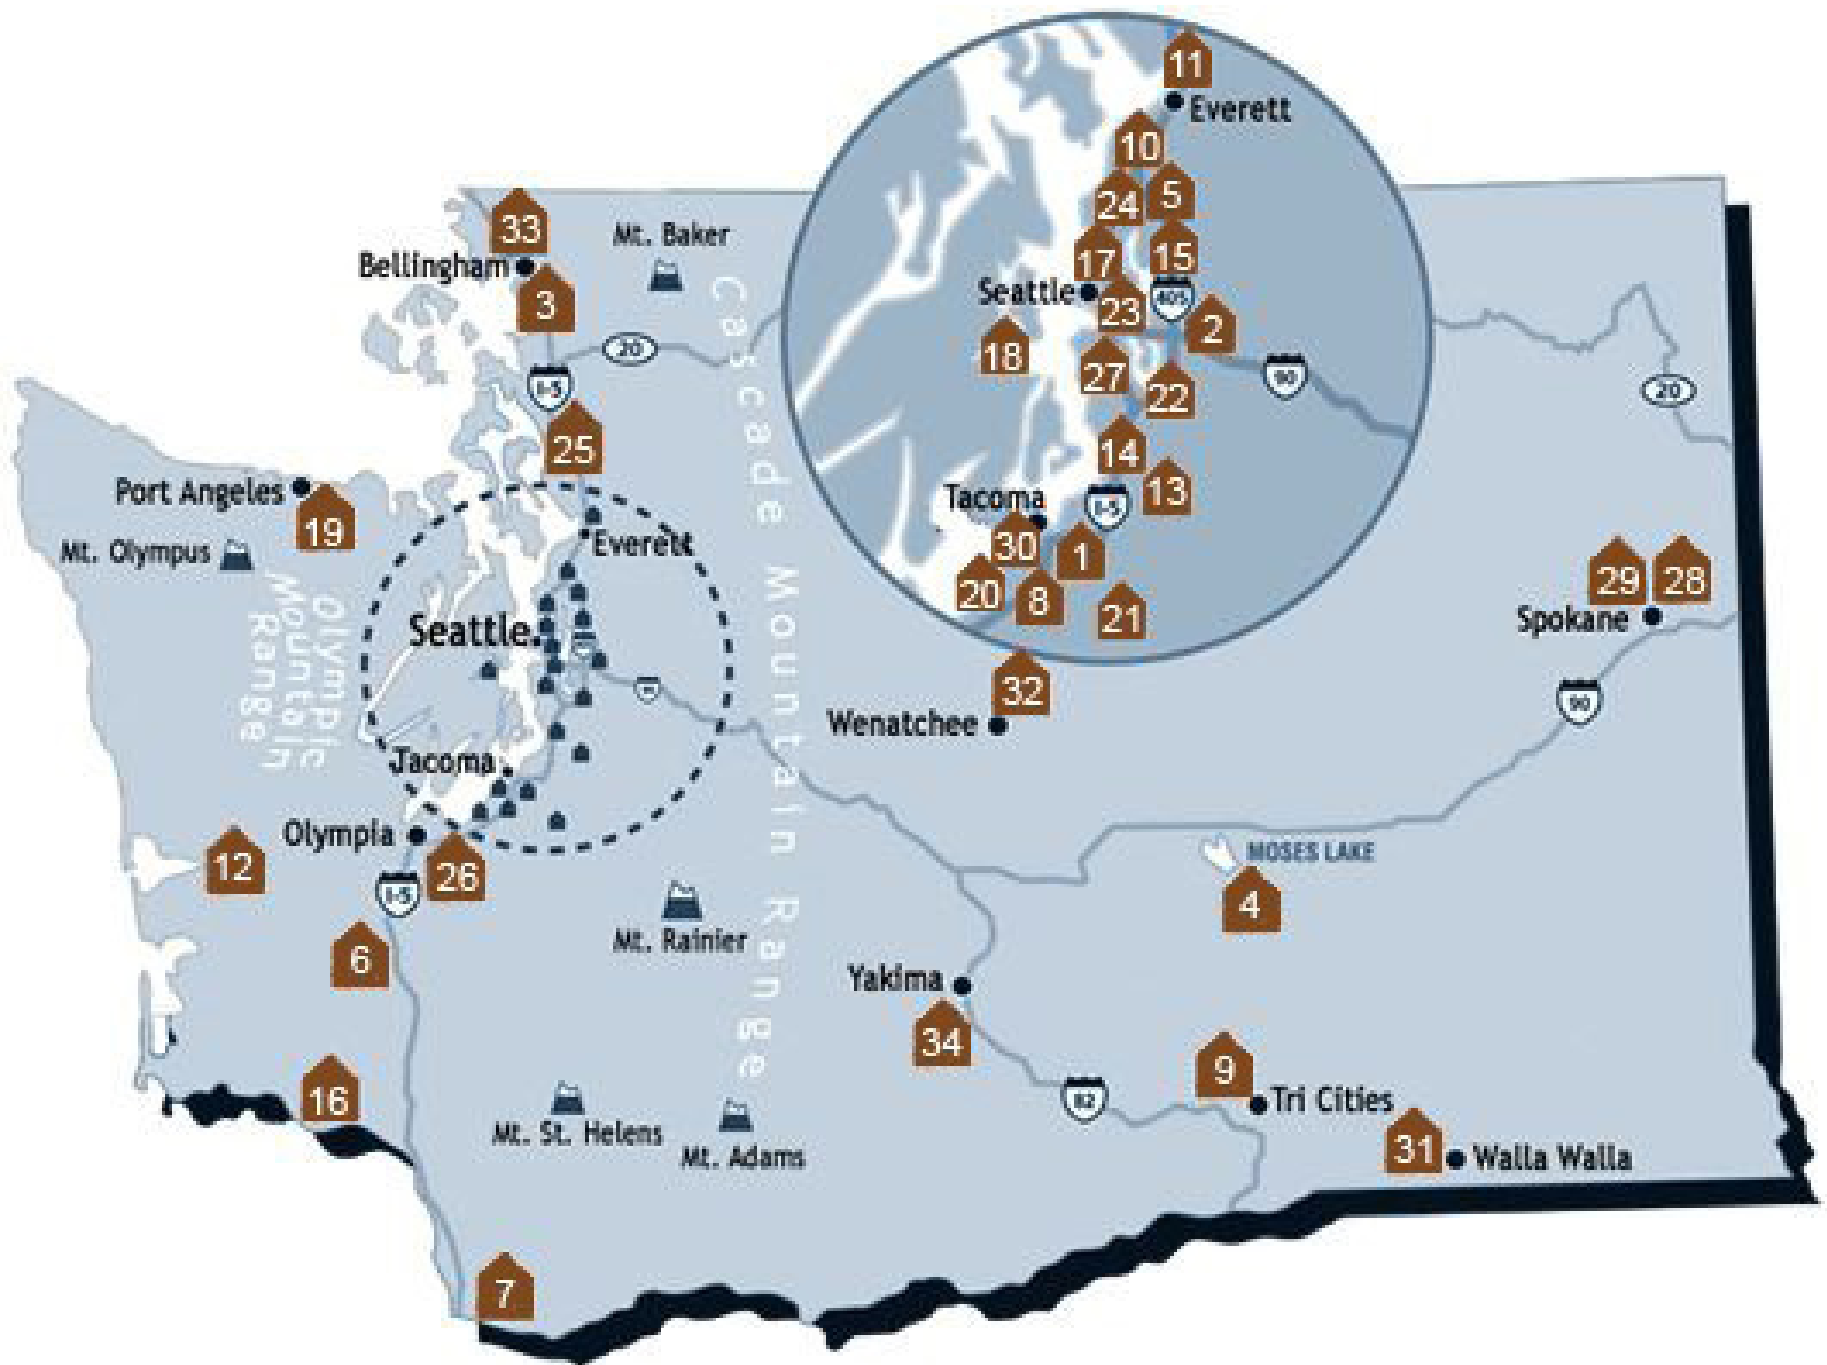 11
Everett
10
24
5
17
15
Seattle
23
405
2
18
27
22
90
14
13
Tacoma
I-5
30
1
20
8
21
33
Mt. Baker
Bellingham
3
20
I-5
25
20
Port Angeles
19
Mt. Olympus
Everett
Cascade Mountain Range
Olympic
Mountain
Range
Seattle
29
28
Spokane
32
Wenatchee
90
Tacoma
Olympia
12
26
I-5
MOSES LAKE
4
6
Mt. Rainier
Yakima
34
16
9
Tri Cities
82
Mt. St. Helens
Mt. Adams
31
Walla Walla
7